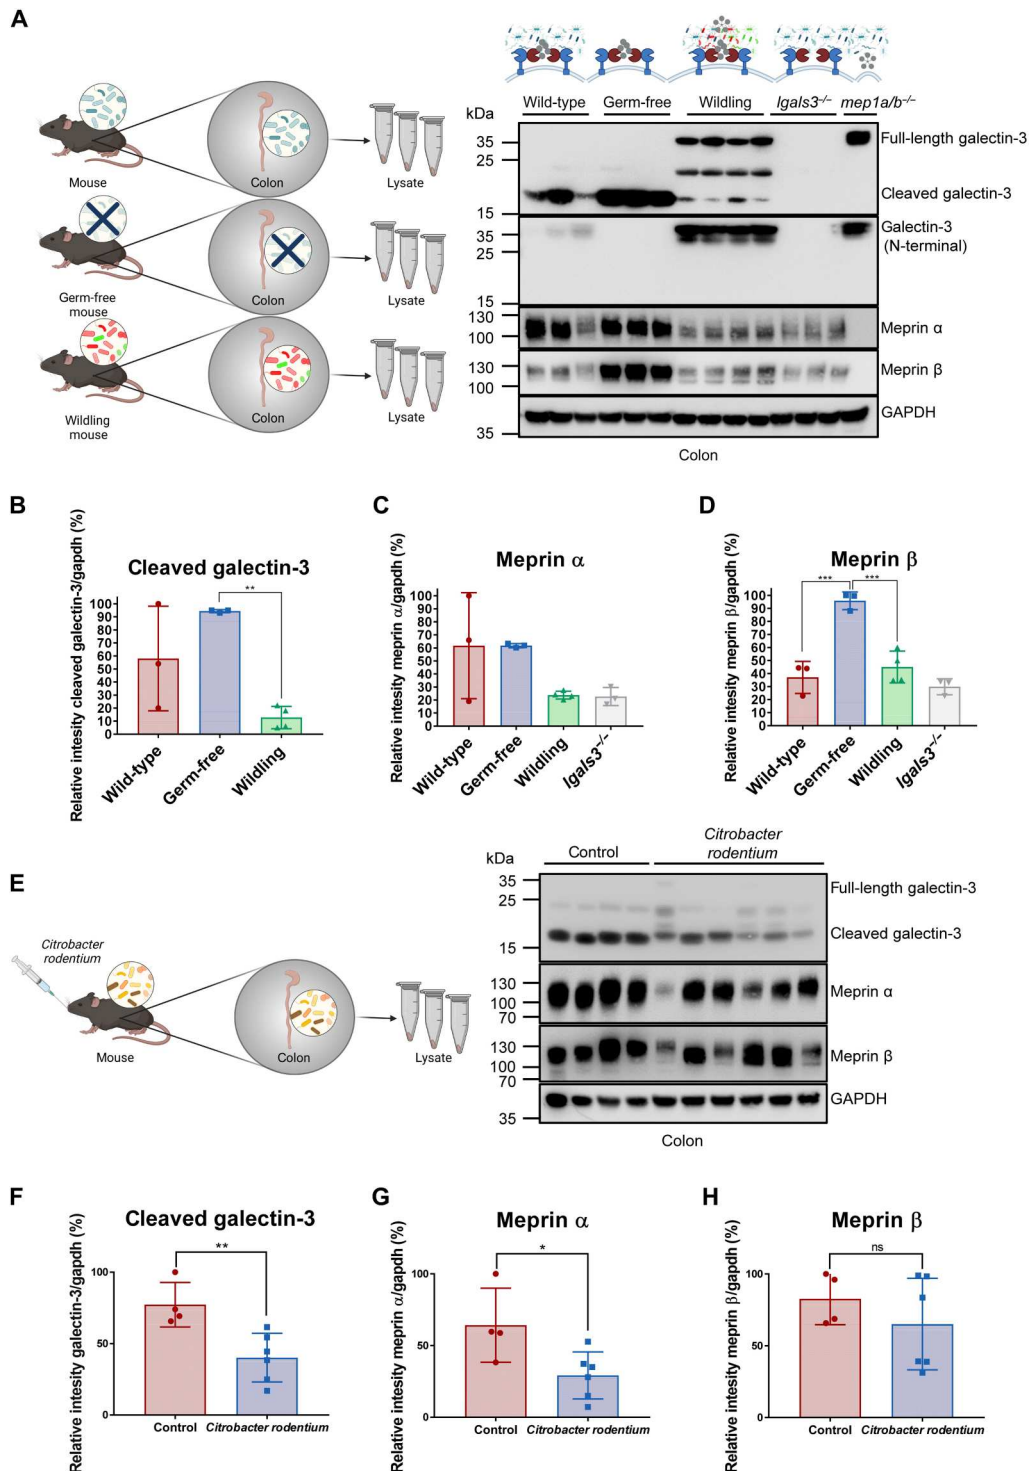 A
Mouse
Colon
Lysate
Germ-free
mouse
Colon
Lysate
Wildling
mouse
Colon
Lysate
Wild-type Germ-free Wildling Igals3–/– mep1a/b–/–
kDa
35
25
15
Full-length galectin-3
Cleaved galectin-3
35
25
15
Galectin-3
(N-terminal)
130
100
Meprin α
130
100
Meprin β
35
GAPDH
Colon
B
Cleaved galectin-3
Relative intesity cleaved galectin-3/gapdh (%)
100
90
80
70
60
50
40
30
20
10
0
**
Wild-type
Germ-free
Wildling
C
Meprin α
Relative intesity meprin α/gapdh (%)
100
90
80
70
60
50
40
30
20
10
0
Wild-type
Germ-free
Wildling
Igals3–/–
D
Meprin β
Relative intesity meprin β/gapdh (%)
100
90
80
70
60
50
40
30
20
10
0
***
***
Wild-type
Germ-free
Wildling
Igals3–/–
E
Citrobacter
rodentium
Mouse
Colon
Lysate
kDa
Control
Citrobacter
rodentium
35
25
15
Full-length galectin-3
Cleaved galectin-3
130
100
70
Meprin α
130
100
70
Meprin β
35
GAPDH
Colon
F
Cleaved galectin-3
Relative intesity galectin-3/gapdh (%)
100
50
0
**
Control
Citrobacter rodentium
G
Meprin α
Relative intesity meprin α/gapdh (%)
100
50
0
*
Control
Citrobacter rodentium
H
Meprin β
Relative intesity meprin β/gapdh (%)
100
50
0
ns
Control
Citrobacter rodentium